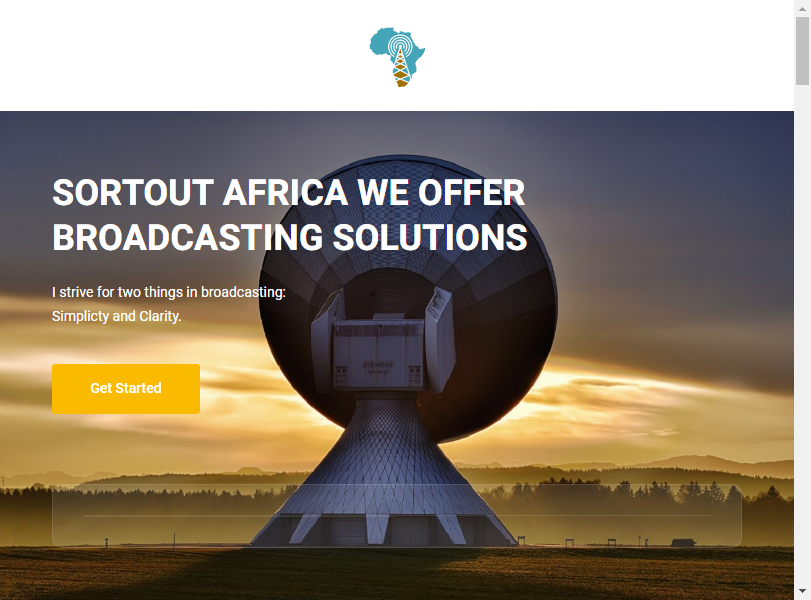 SORTOUT AFRICA WE OFFER
BROADCASTING SOLUTIONS
I strive for two things in broadcasting:
Simplicty and Clarity.
Get Started